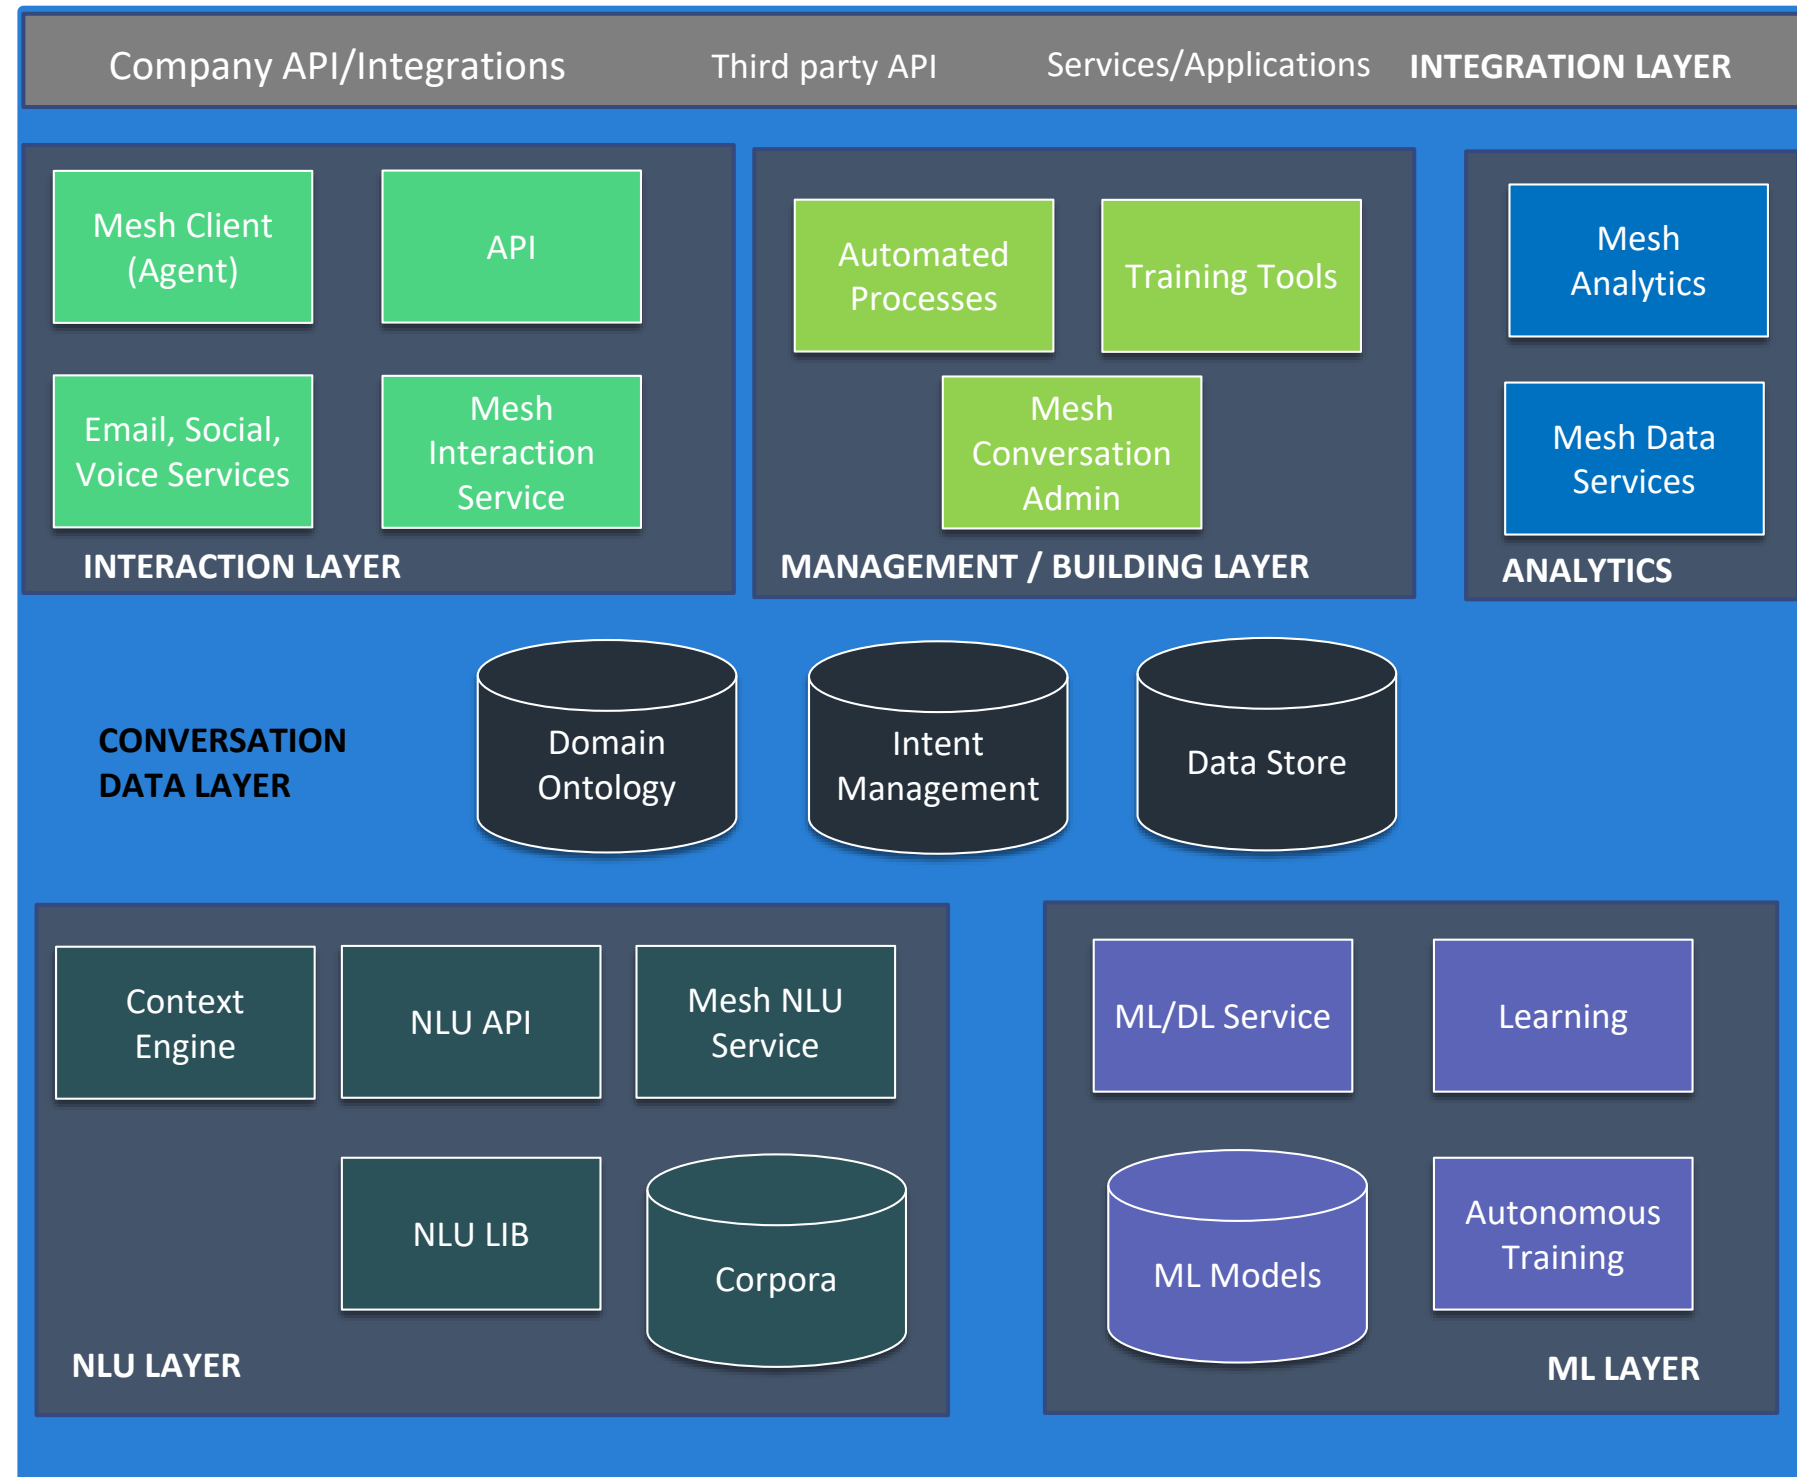 Company API/Integrations
Third party API
Services/Applications
INTEGRATION LAYER
Mesh Client
(Agent)
API
Email, Social,
Voice Services
Mesh
Interaction
Service
INTERACTION LAYER
Automated
Processes
Training Tools
Mesh
Conversation
Admin
MANAGEMENT / BUILDING LAYER
Mesh
Analytics
Mesh Data
Services
ANALYTICS
CONVERSATION
DATA LAYER
Domain
Ontology
Intent
Management
Data Store
Context
Engine
NLU API
Mesh NLU
Service
NLU LIB
Corpora
NLU LAYER
ML/DL Service
Learning
ML Models
Autonomous
Training
ML LAYER